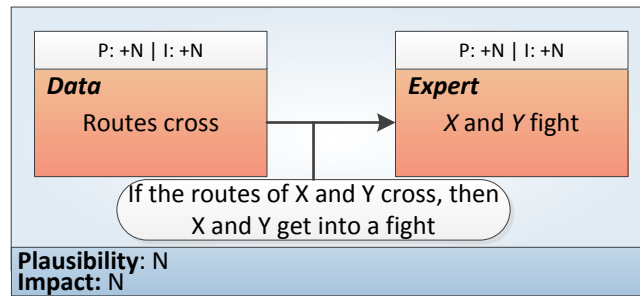 P: +N | I: +N
Data
Routes cross
P: +N | I: +N
Expert
X and Y fight
If the routes of X and Y cross, then
X and Y get into a fight
Plausibility: N
Impact: N